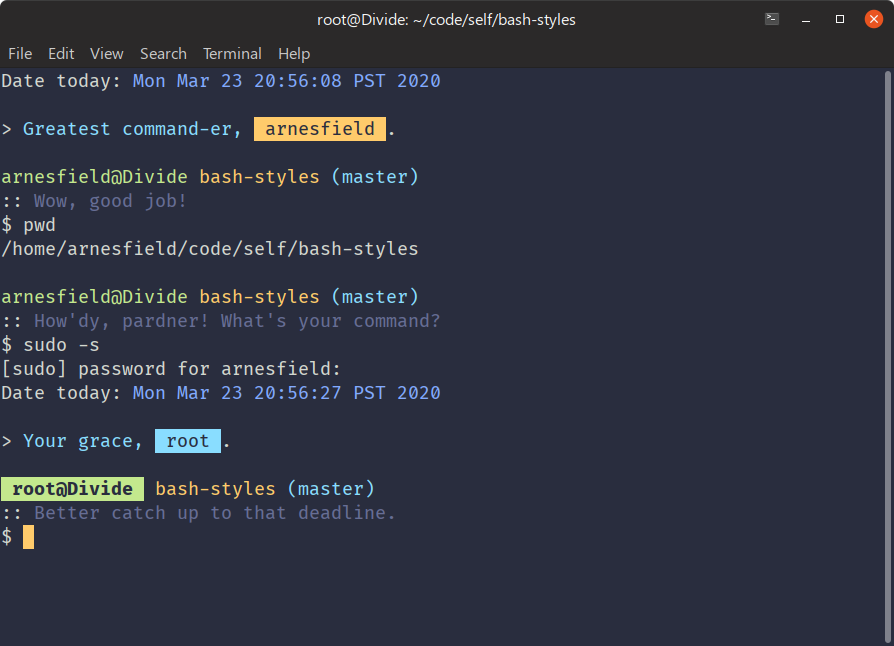 root@Divide: ~/code/self/bash-styles
File Edit View Search Terminal Help
Date today: Mon Mar 23 20:56:08 PST 2020
> Greatest command-er, arnesfield .
arnesfield@Divide bash-styles (master)
:: Wow, good job!
$ pwd
/home/arnesfield/code/self/bash-styles
arnesfield@Divide bash-styles (master)
:: How'dy, pardner! What's your command?
$ sudo -s
[sudo] password for arnesfield:
Date today: Mon Mar 23 20:56:27 PST 2020
> Your grace, root .
root@Divide bash-styles (master)
:: Better catch up to that deadline.
$